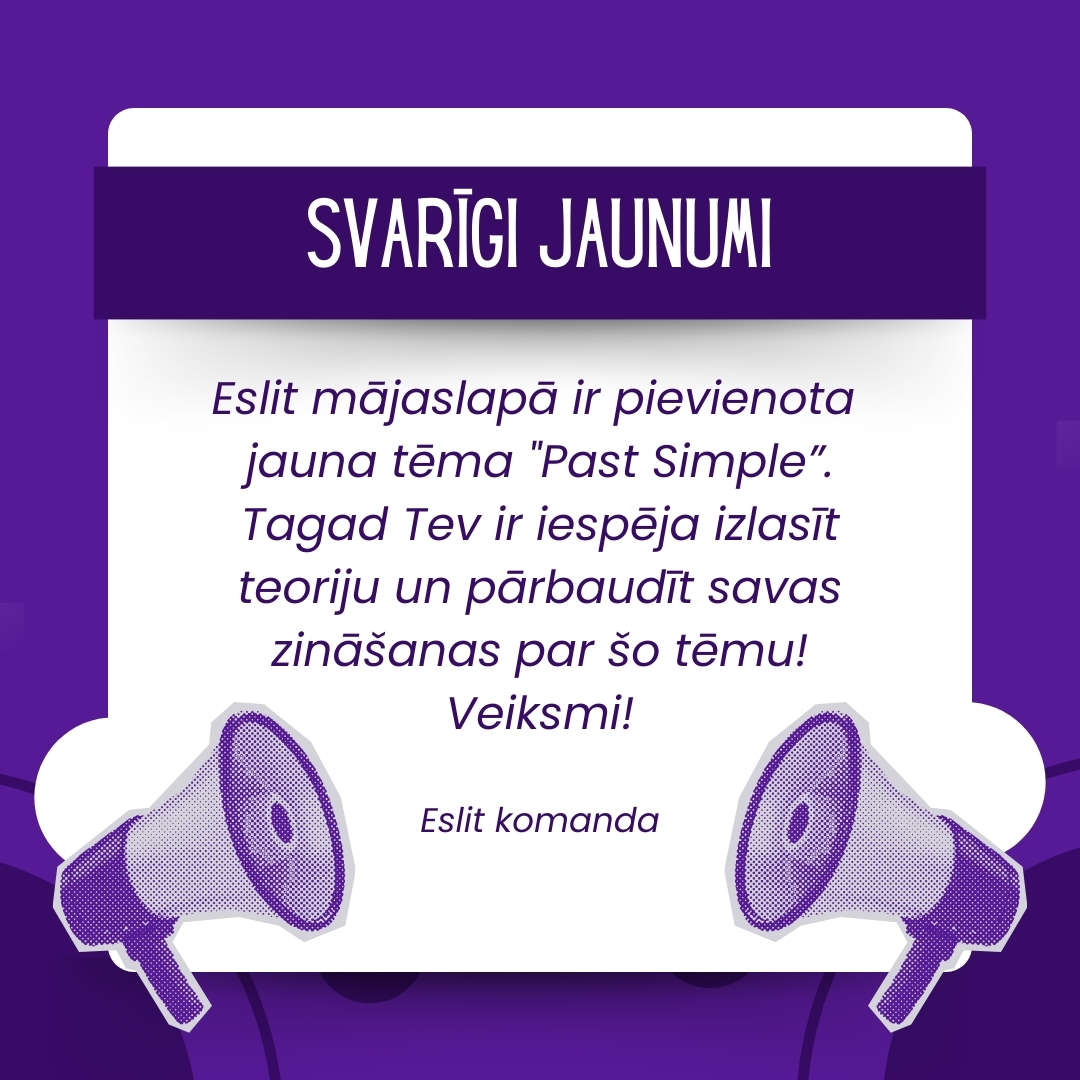 SVARĪGI JAUNUMI
Eslit mājaslapā ir pievienota
jauna tēma "Past Simple”.
Tagad Tev ir iespēja izlasīt
teoriju un pārbaudīt savas
zināšanas par šo tēmu!
Veiksmi!
Eslit komanda